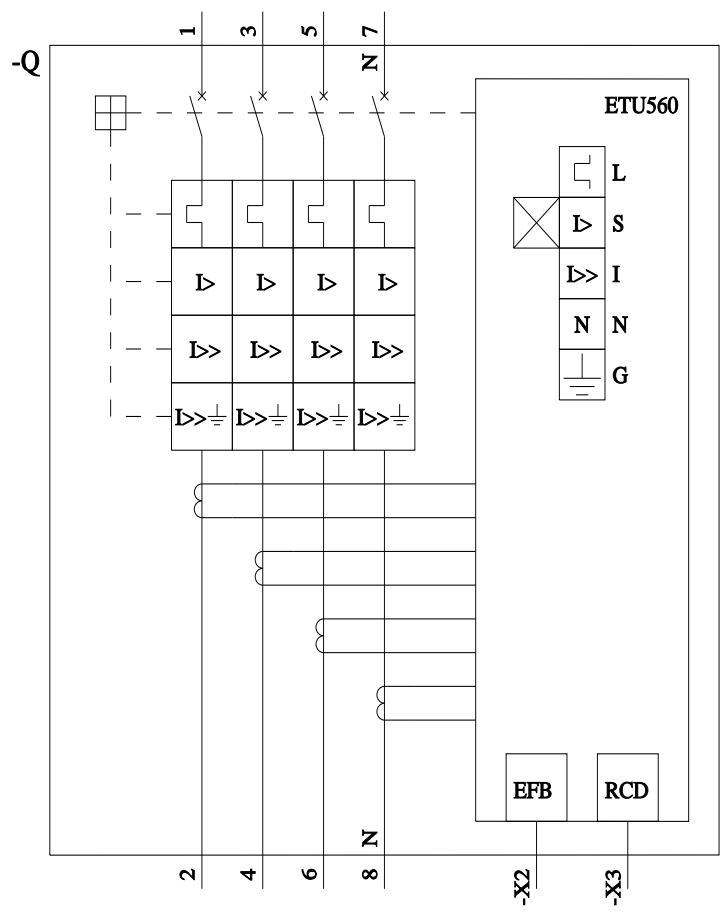 1 3 5 7
N
-Q
ETU560
L
I> S
I>> I
N N
G
I> I> I> I>
I>> I>> I>> I>>
I>> I>> I>> I>>
EFB RCD
N
2 4 6 8 -X2 -X3